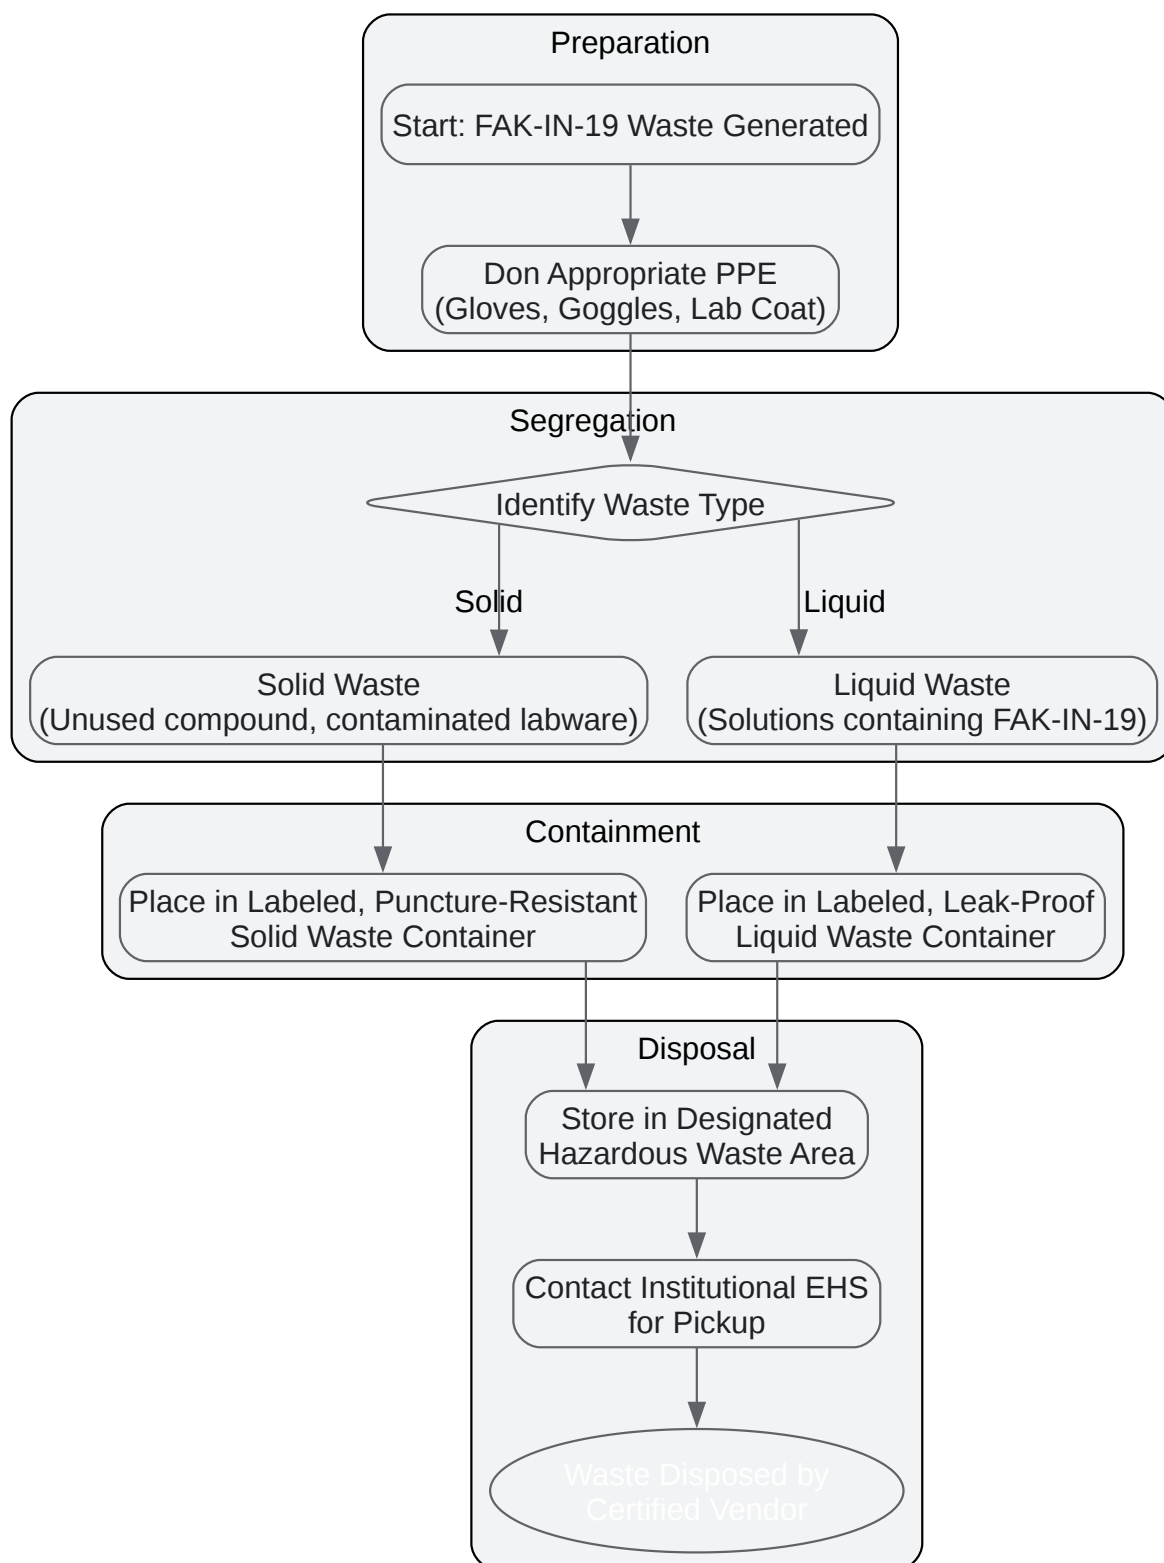 Preparation
Start: FAK-IN-19 Waste Generated
Don Appropriate PPE
(Gloves, Goggles, Lab Coat)
Segregation
Identify Waste Type
Solid
Liquid
Solid Waste
(Unused compound, contaminated labware)
Liquid Waste
(Solutions containing FAK-IN-19)
Containment
Place in Labeled, Puncture-Resistant
Solid Waste Container
Place in Labeled, Leak-Proof
Liquid Waste Container
Disposal
Store in Designated
Hazardous Waste Area
Contact Institutional EHS
for Pickup
Waste Disposed by
Certified Vendor